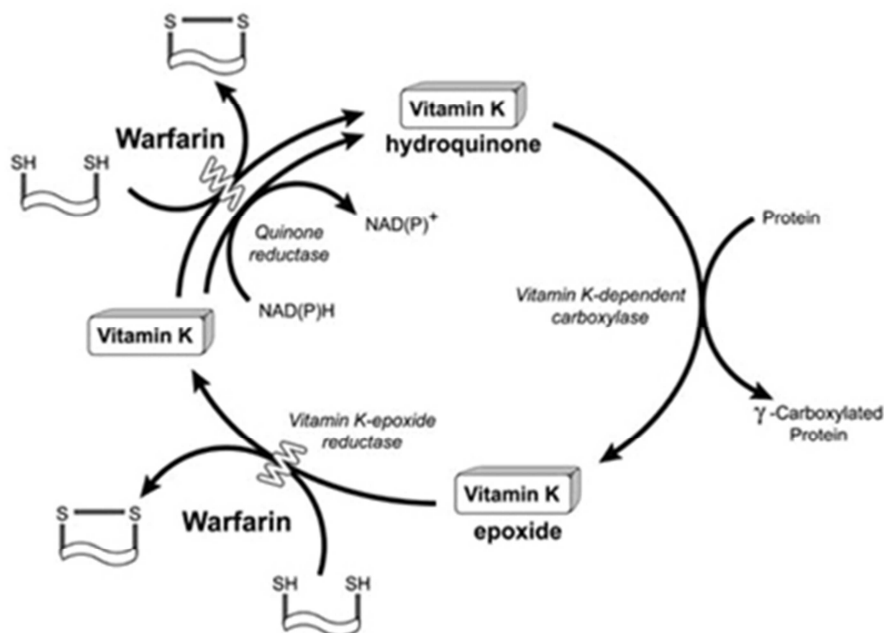 S S
Warfarin
SH SH
Vitamin K
hydroquinone
Quinone
reductase
NAD(P)+
NAD(P)H
Protein
Vitamin K-dependent
carboxylase
Vitamin K
γ-Carboxylated
Protein
Vitamin K-epoxide
reductase
Vitamin K
epoxide
S S
Warfarin
SH SH